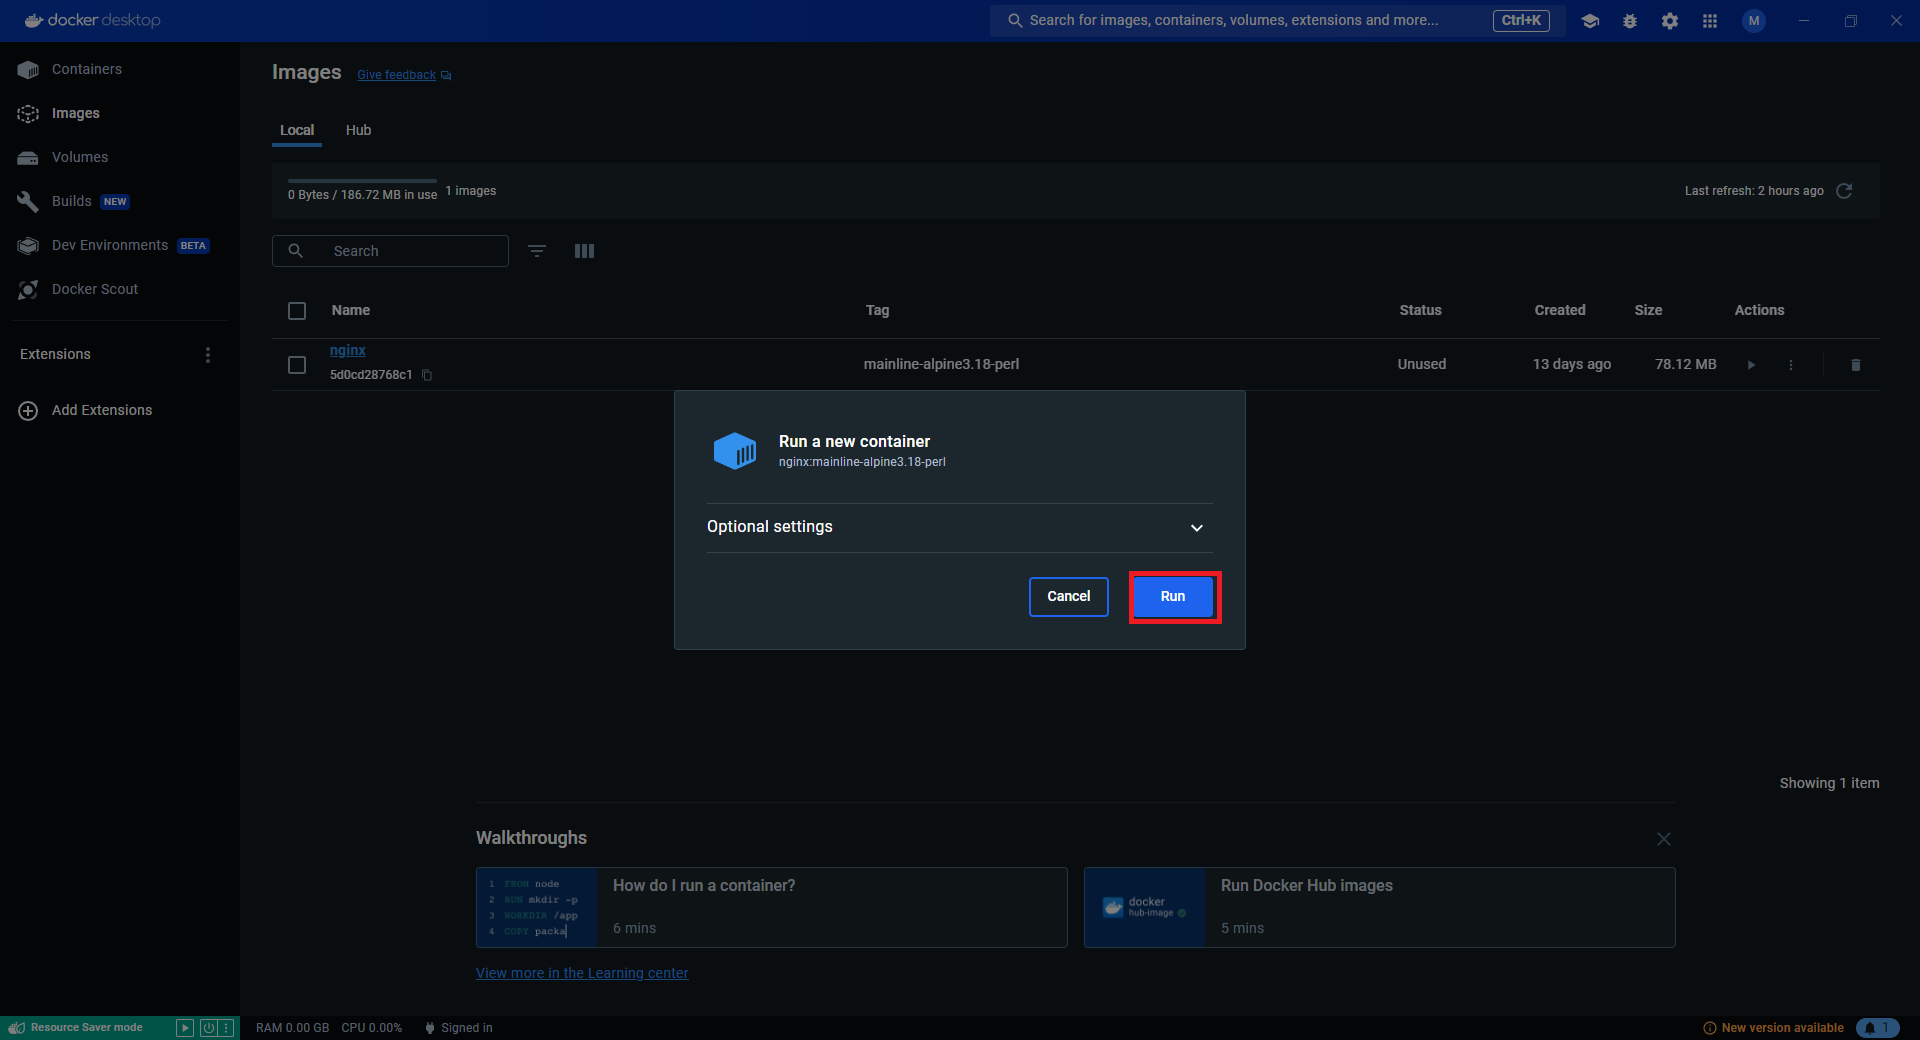 docker desktop
Search for images, containers, volumes, extensions and more...
Ctrl+K
M
Containers
Images
Volumes
Builds NEW
Dev Environments BETA
Docker Scout
Extensions
Add Extensions
Images Give feedback
Local Hub
0 Bytes / 186.72 MB in use 1 images
Last refresh: 2 hours ago
Search
Name Tag Status Created Size Actions
nginx
5d0cd28768c1
mainline-alpine3.18-perl Unused 13 days ago 78.12 MB
Run a new container
nginx:mainline-alpine3.18-perl
Optional settings
Cancel Run
Showing 1 item
Walkthroughs
1 FROM node
2 RUN mkdir -p
3 WORKDIR /app
4 COPY packa
How do I run a container?
6 mins
docker
hub-image
Run Docker Hub images
5 mins
View more in the Learning center
Resource Saver mode
RAM 0.00 GB CPU 0.00% Signed in
New version available 1